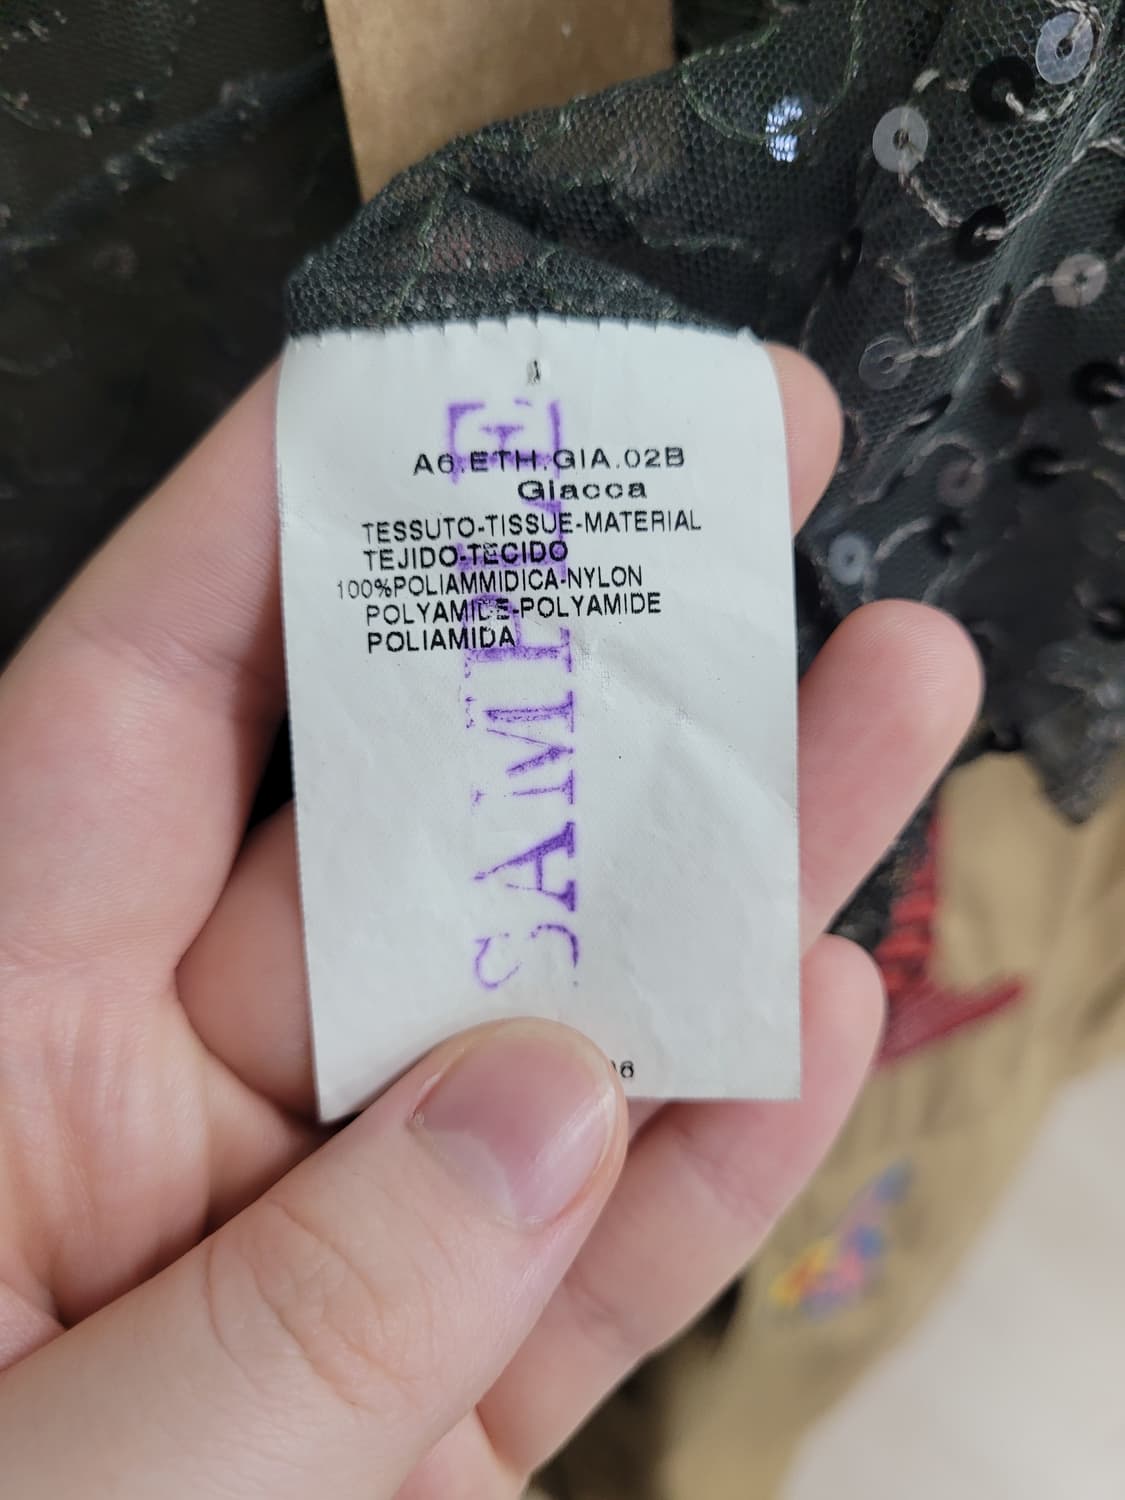 A6.ETH.GIA.02B
Giacca
TESSUTO-TISSUE-MATERIAL
TEJIDO-TECIDO
100%POLIAMMIDICA-NYLON
POLYAMIDE-POLYAMIDE
POLIAMIDA
SAMPLE